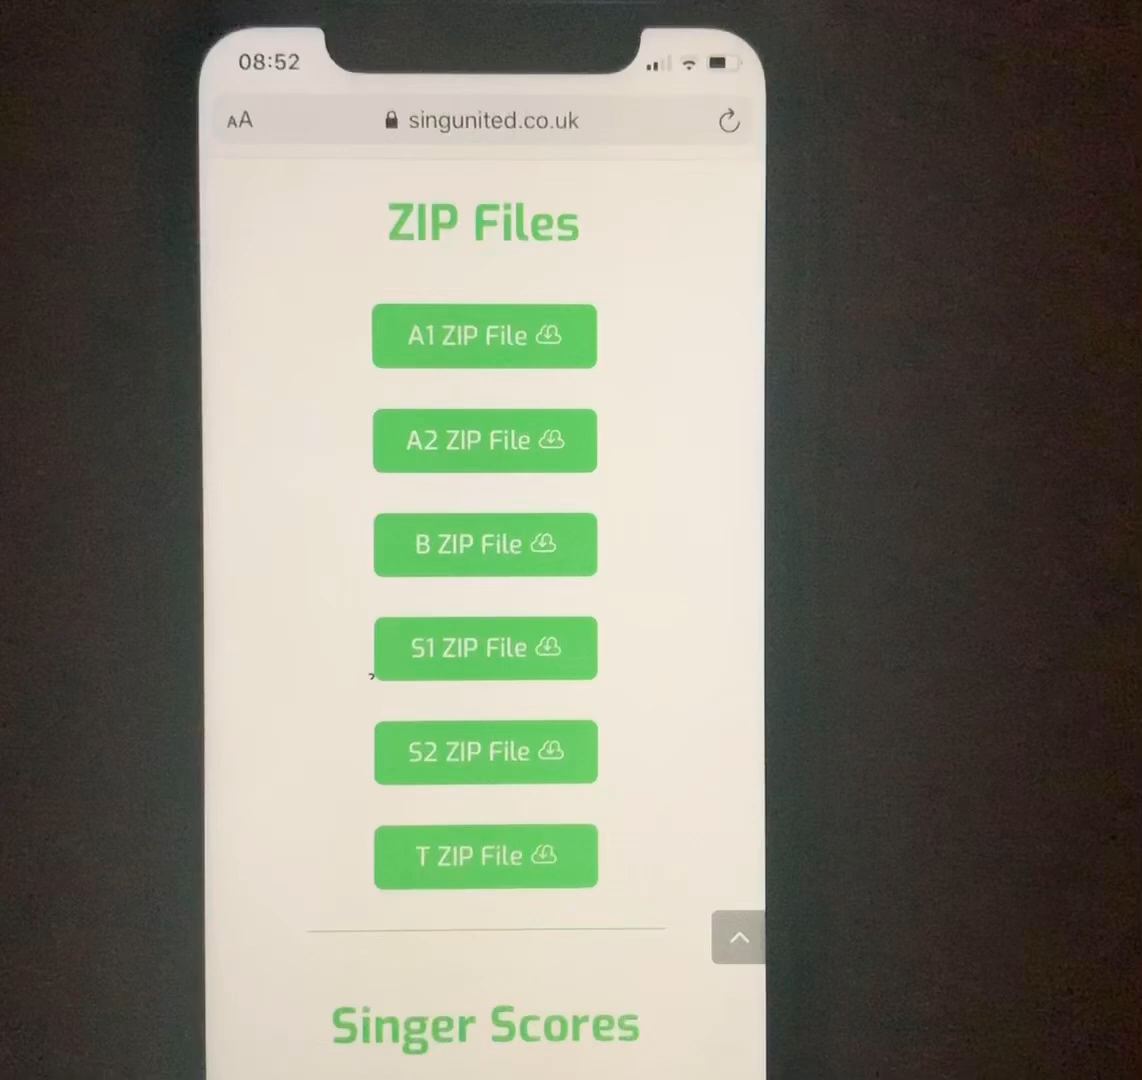 08:52
AA singunited.co.uk
ZIP Files
A1 ZIP File
A2 ZIP File
B ZIP File
S1 ZIP File
S2 ZIP File
T ZIP File
Singer Scores